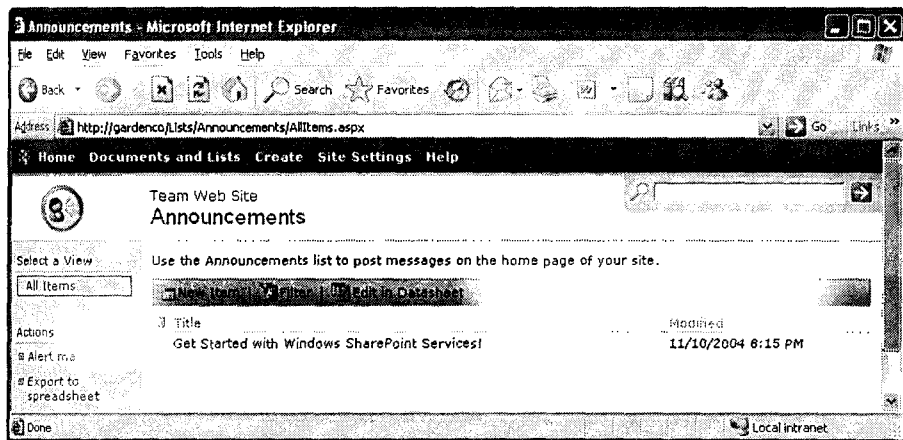 Announcements - Microsoft Internet Explorer
File Edit View Favorites Tools Help
Back Search Favorites
Address http://gardenco/Lists/Announcements/AllItems.aspx Go Links »
Home Documents and Lists Create Site Settings Help
Team Web Site
Announcements
Select a View
Use the Announcements list to post messages on the home page of your site.
All Items
New Item | Filter | Edit in Datasheet
Title Modified
Get Started with Windows SharePoint Services! 11/10/2004 6:15 PM
Actions
Alert me
Export to
spreadsheet
Done Local intranet